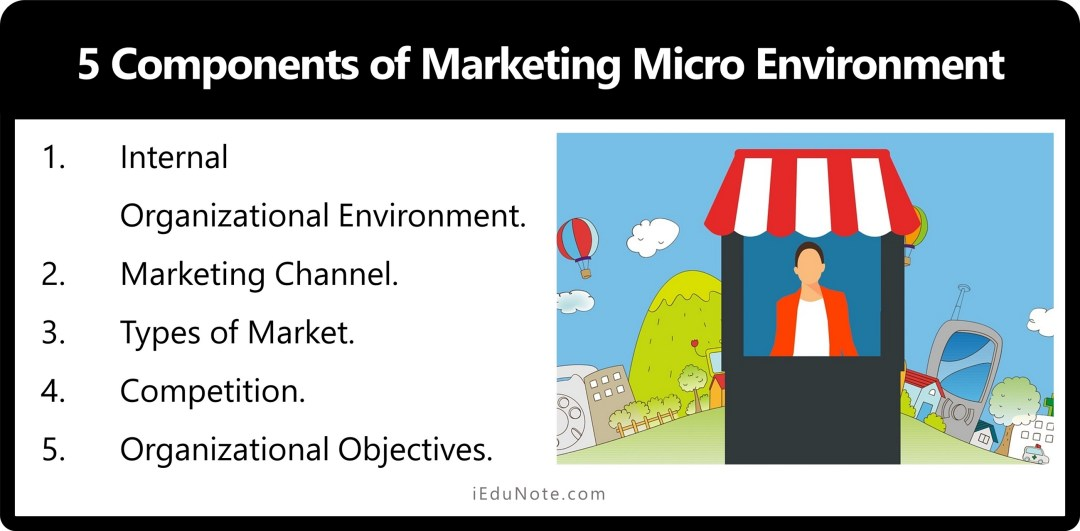 5 Components of Marketing Micro Environment
1. Internal
Organizational Environment.
2. Marketing Channel.
3. Types of Market.
4. Competition.
5. Organizational Objectives.
iEduNote.com